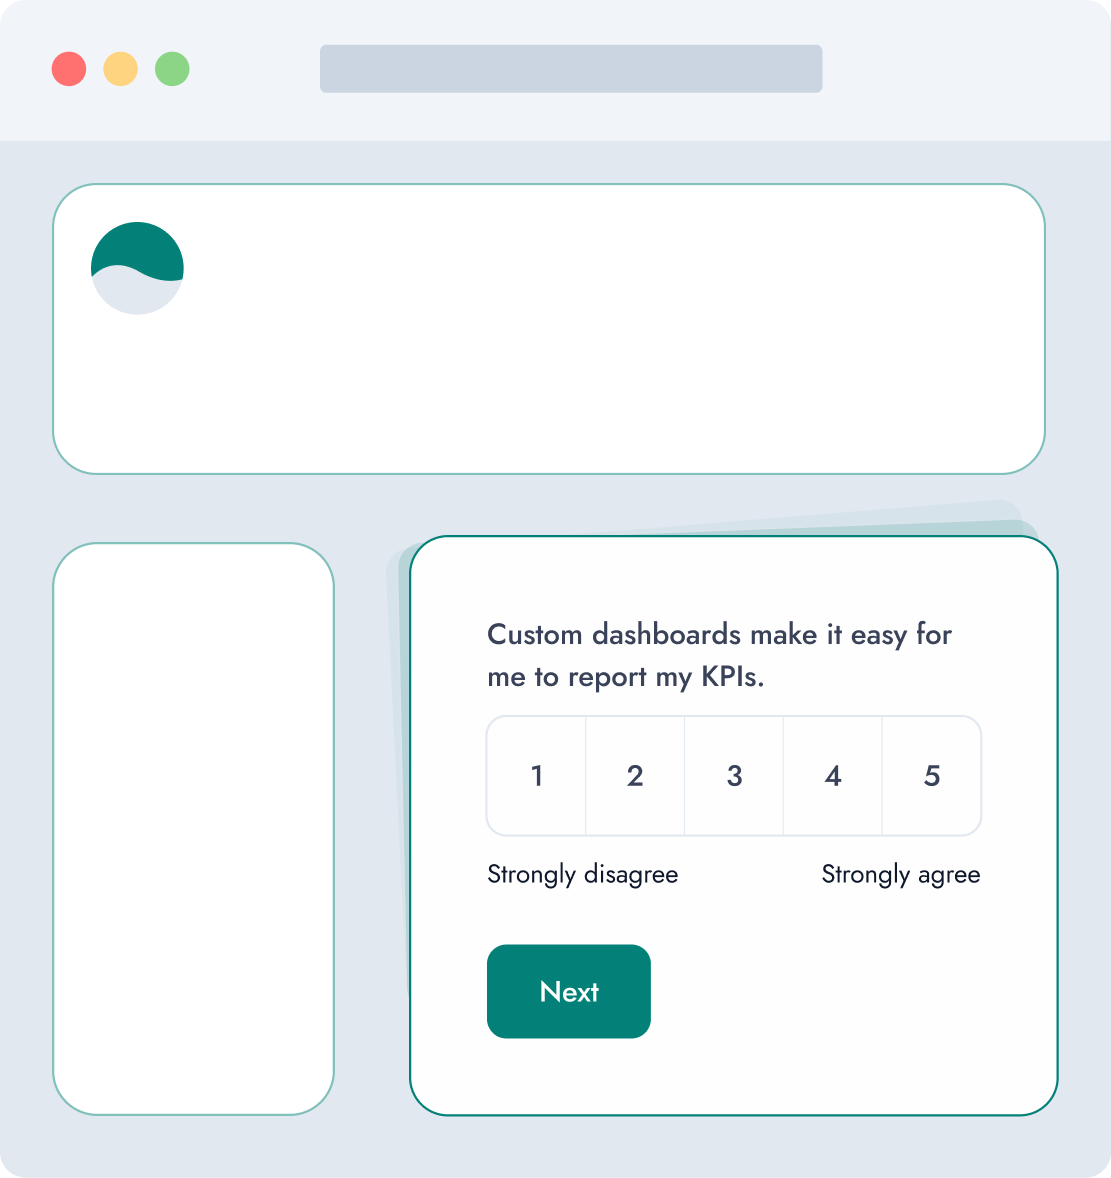 Custom dashboards make it easy for
me to report my KPIs.
1 2 3 4 5
Strongly disagree Strongly agree
Next